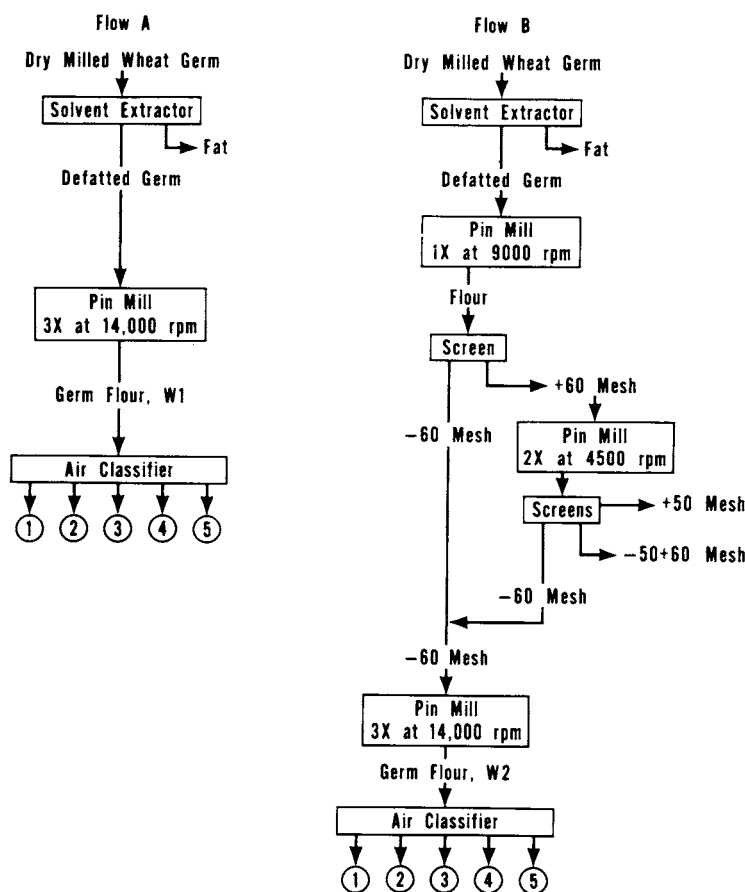 Flow A
Dry Milled Wheat Germ
Solvent Extractor
Fat
Defatted Germ
Pin Mill
3X at 14,000 rpm
Germ Flour, W1
Air Classifier
1 2 3 4 5
Flow B
Dry Milled Wheat Germ
Solvent Extractor
Fat
Defatted Germ
Pin Mill
1X at 9000 rpm
Flour
Screen
+60 Mesh
−60 Mesh
Pin Mill
2X at 4500 rpm
Screens
+50 Mesh
−50+60 Mesh
−60 Mesh
−60 Mesh
Pin Mill
3X at 14,000 rpm
Germ Flour, W2
Air Classifier
1 2 3 4 5